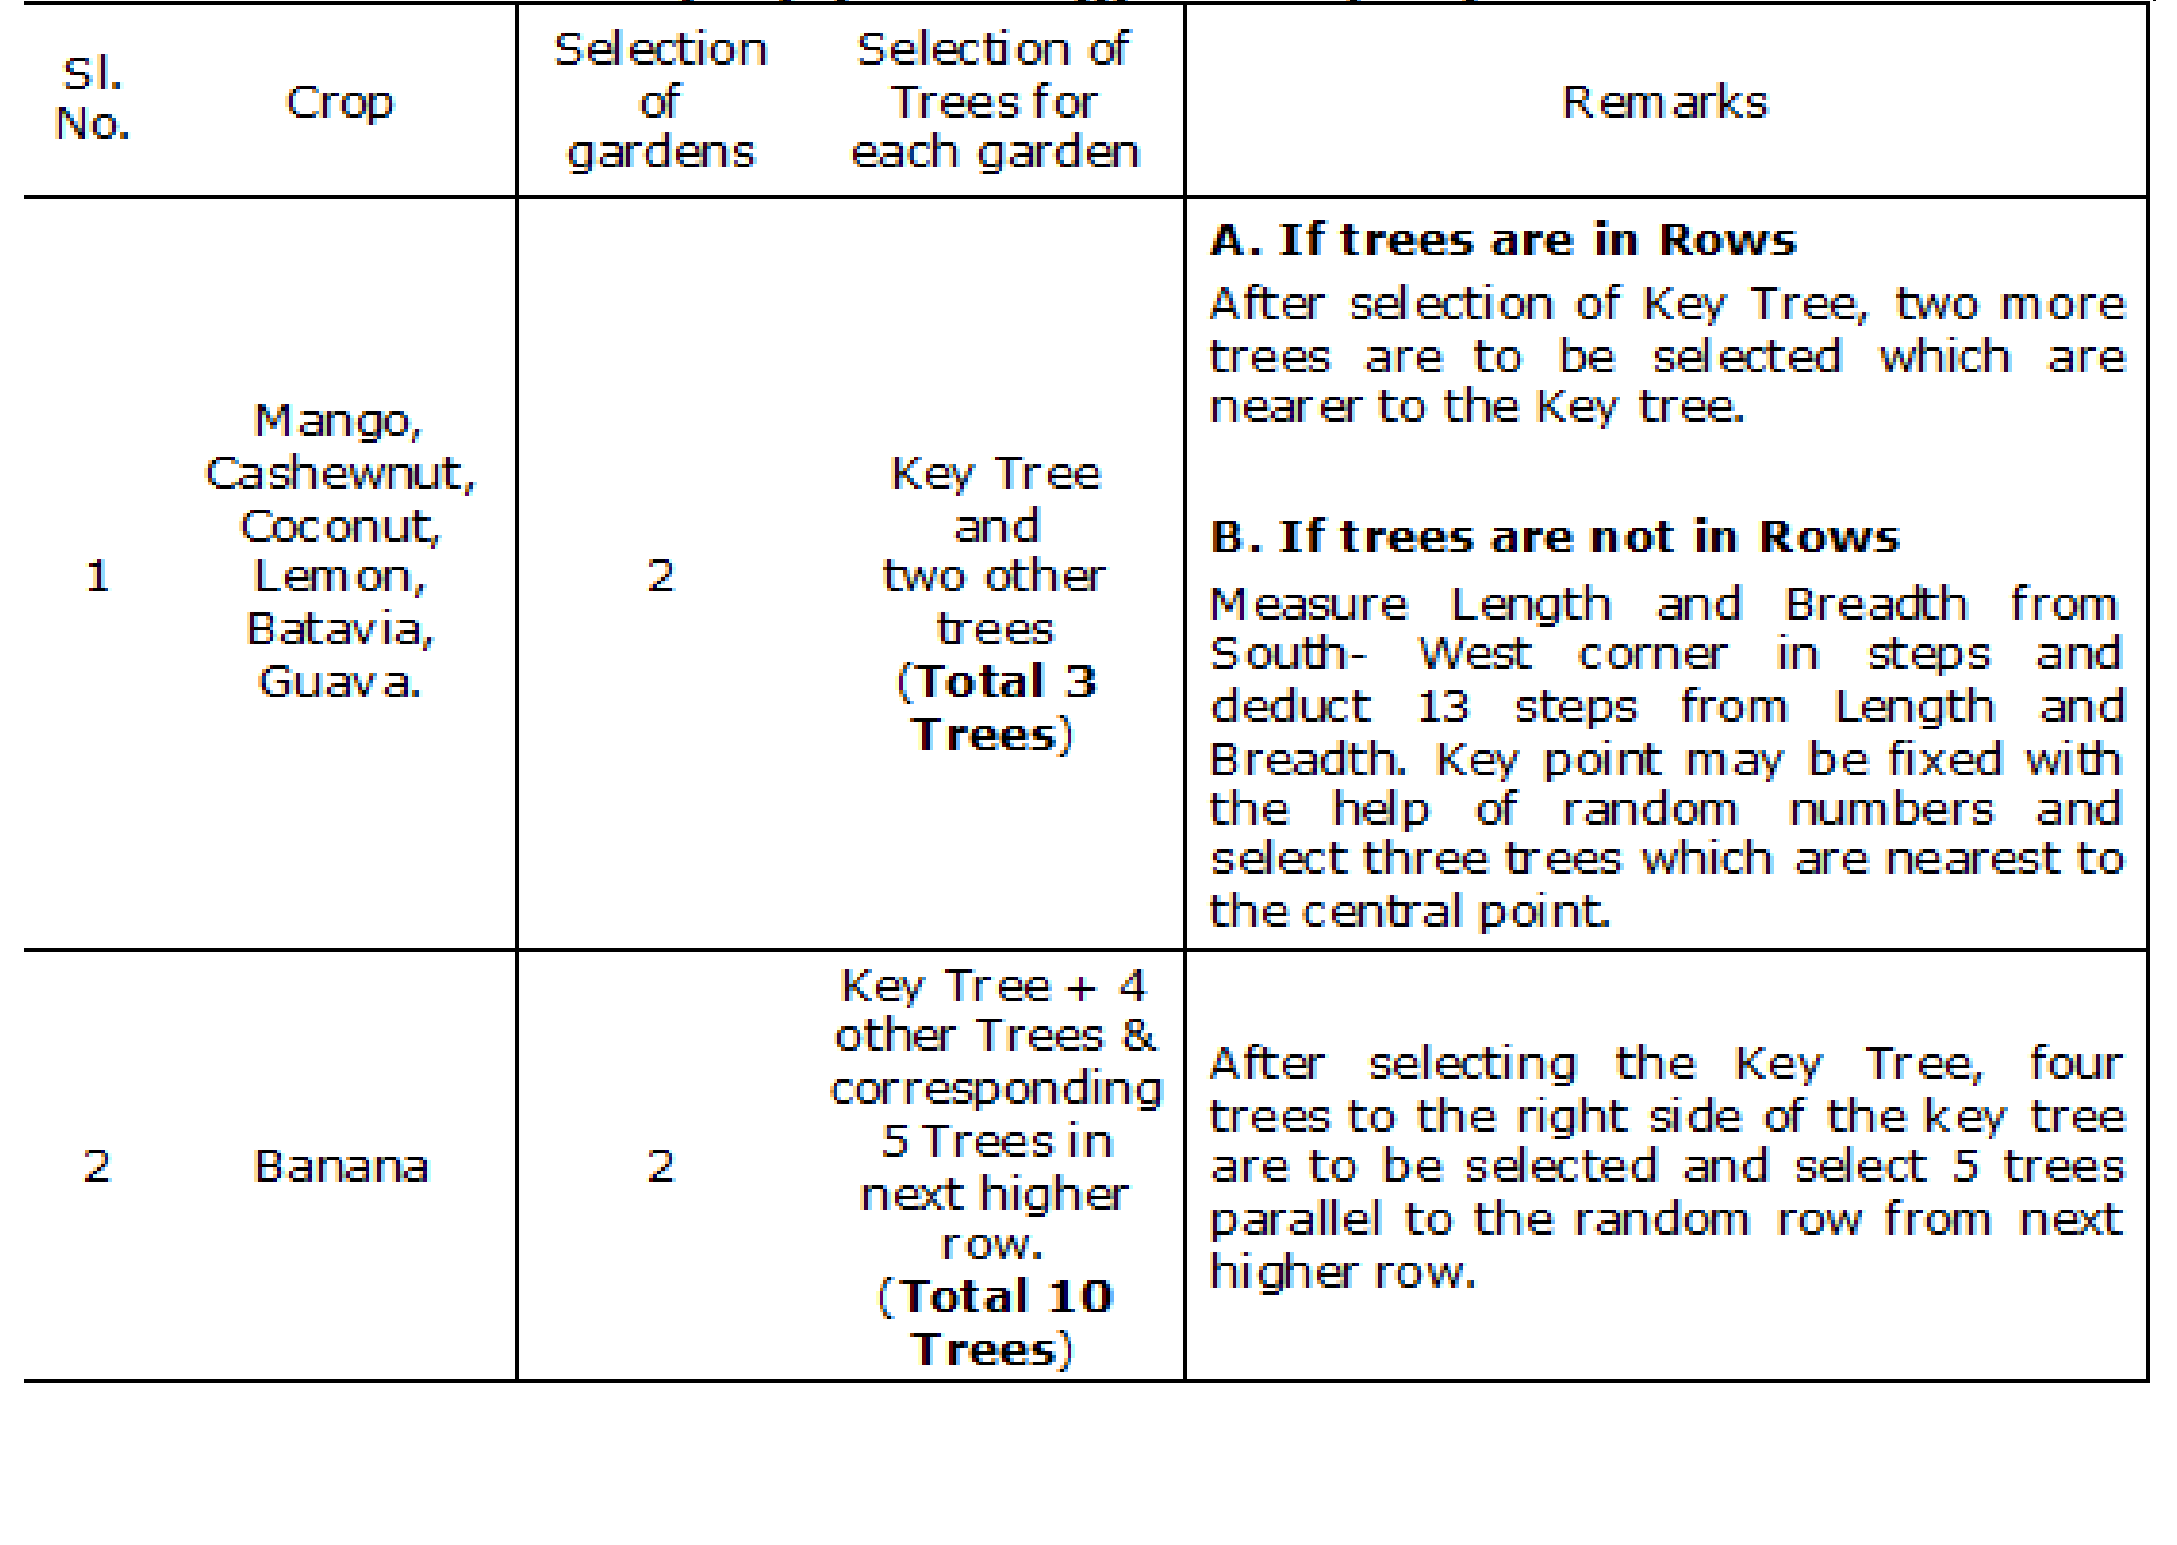 Sl.
No.
Crop
Selection
of
gardens
Selection of
Trees for
each garden
Remarks
1
Mango,
Cashewnut,
Coconut,
Lemon,
Batavia,
Guava.
2
Key Tree
and
two other
trees
(Total 3
Trees)
A. If trees are in Rows
After selection of Key Tree, two more
trees are to be selected which are
nearer to the Key tree.
B. If trees are not in Rows
Measure Length and Breadth from
South- West corner in steps and
deduct 13 steps from Length and
Breadth. Key point may be fixed with
the help of random numbers and
select three trees which are nearest to
the central point.
2
Banana
2
Key Tree + 4
other Trees &
corresponding
5 Trees in
next higher
row.
(Total 10
Trees)
After selecting the Key Tree, four
trees to the right side of the key tree
are to be selected and select 5 trees
parallel to the random row from next
higher row.